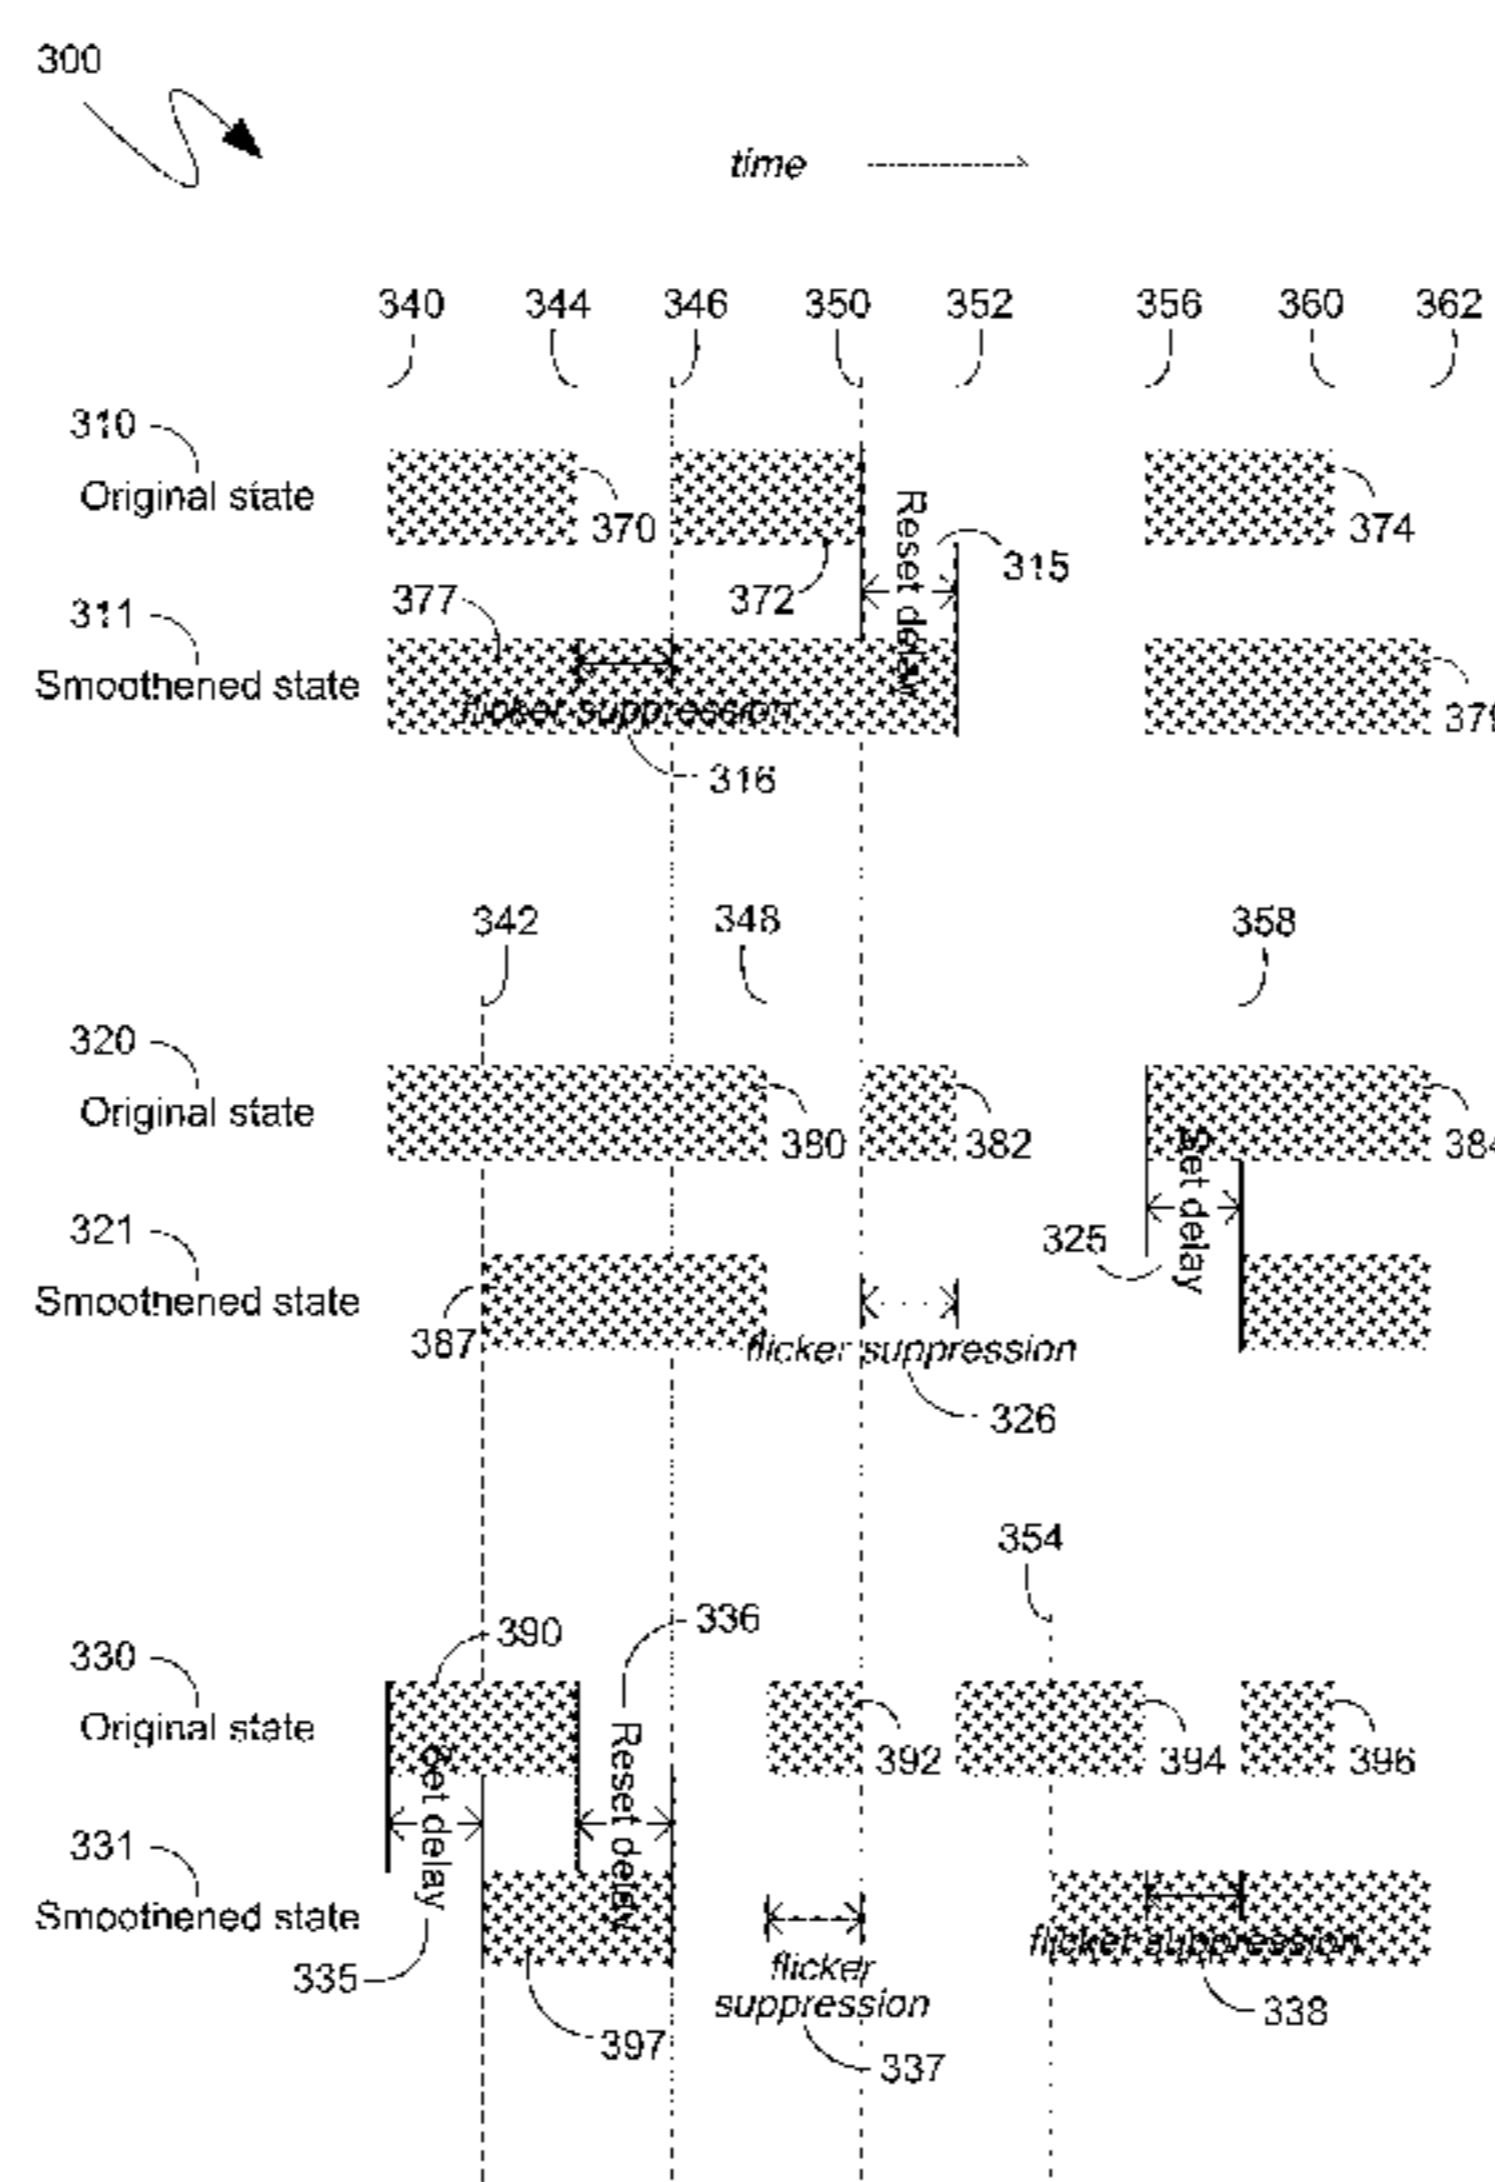 300
time
340 344 346 350 352 356 360 362
310
Original state
370
372
Reset delay
315
374
311
Smoothened state
377
flicker suppression
316
342 348 358
320
Original state
380
382
321
Smoothened state
387
flicker suppression
326
325
Set delay
354
330
Original state
390
336
392
394
396
331
Smoothened state
Set delay
Reset delay
335
397
flicker
suppression
337
flicker suppression
338